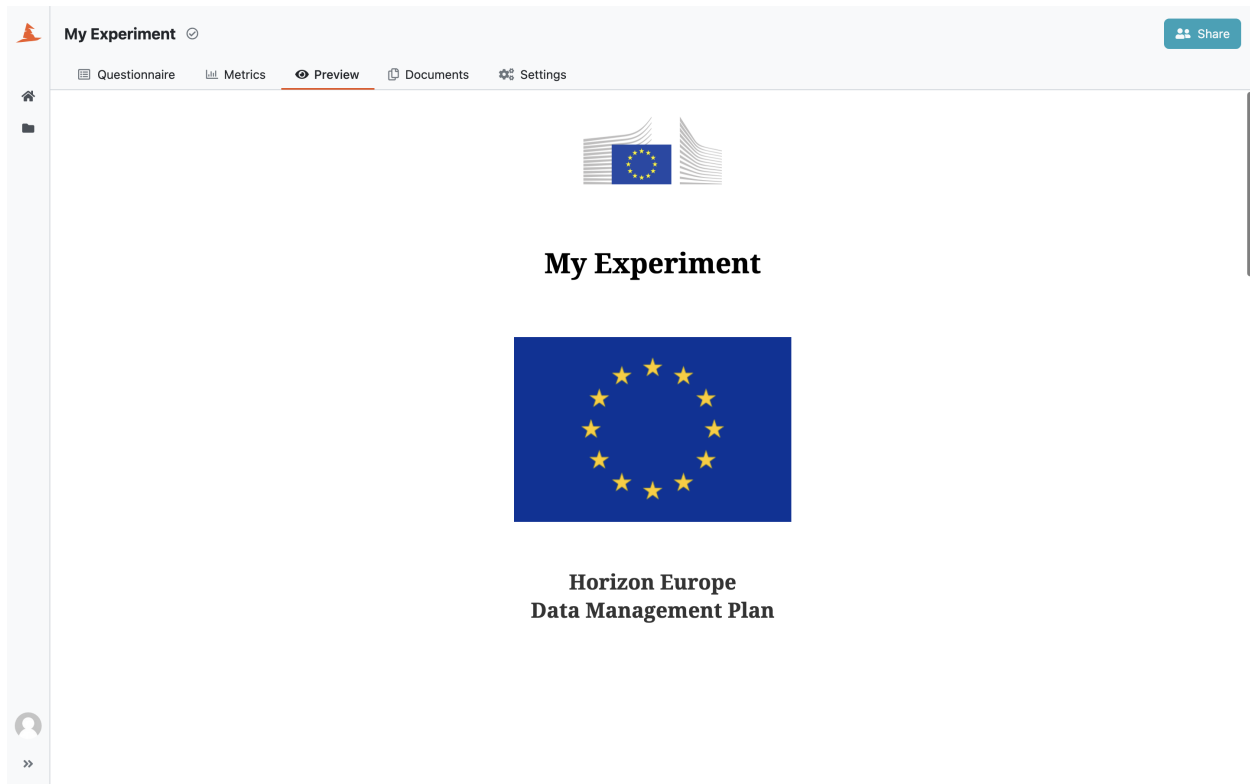 My Experiment
Share
Questionnaire
Metrics
Preview
Documents
Settings
My Experiment
Horizon Europe
Data Management Plan